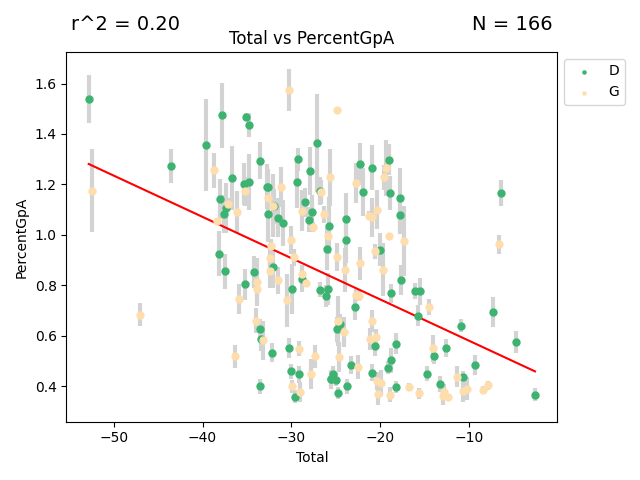 r^2 = 0.20
N = 166
Total vs PercentGpA
D
G
PercentGpA
1.6
1.4
1.2
1.0
0.8
0.6
0.4
−50
−40
−30
−20
−10
Total